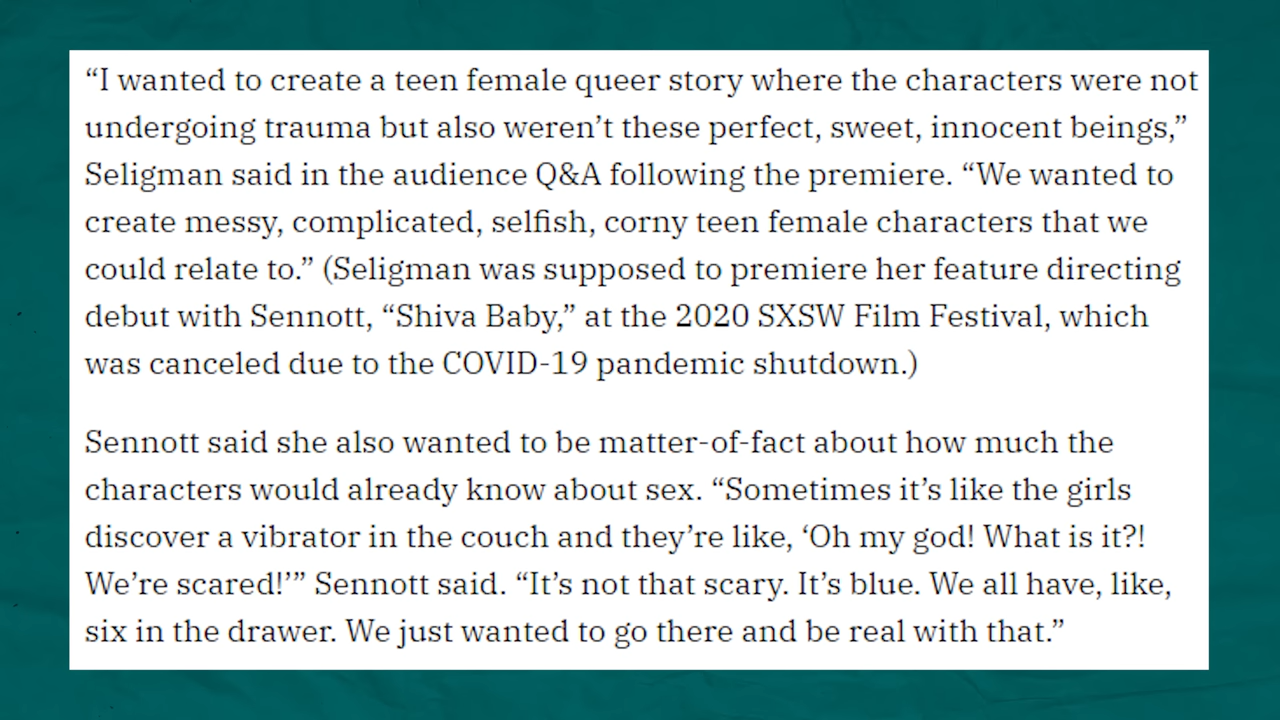 “I wanted to create a teen female queer story where the characters were not
undergoing trauma but also weren’t these perfect, sweet, innocent beings,”
Seligman said in the audience Q&A following the premiere. “We wanted to
create messy, complicated, selfish, corny teen female characters that we
could relate to.” (Seligman was supposed to premiere her feature directing
debut with Sennott, “Shiva Baby,” at the 2020 SXSW Film Festival, which
was canceled due to the COVID-19 pandemic shutdown.)
Sennott said she also wanted to be matter-of-fact about how much the
characters would already know about sex. “Sometimes it’s like the girls
discover a vibrator in the couch and they’re like, ‘Oh my god! What is it?!
We’re scared!’” Sennott said. “It’s not that scary. It’s blue. We all have, like,
six in the drawer. We just wanted to go there and be real with that.”